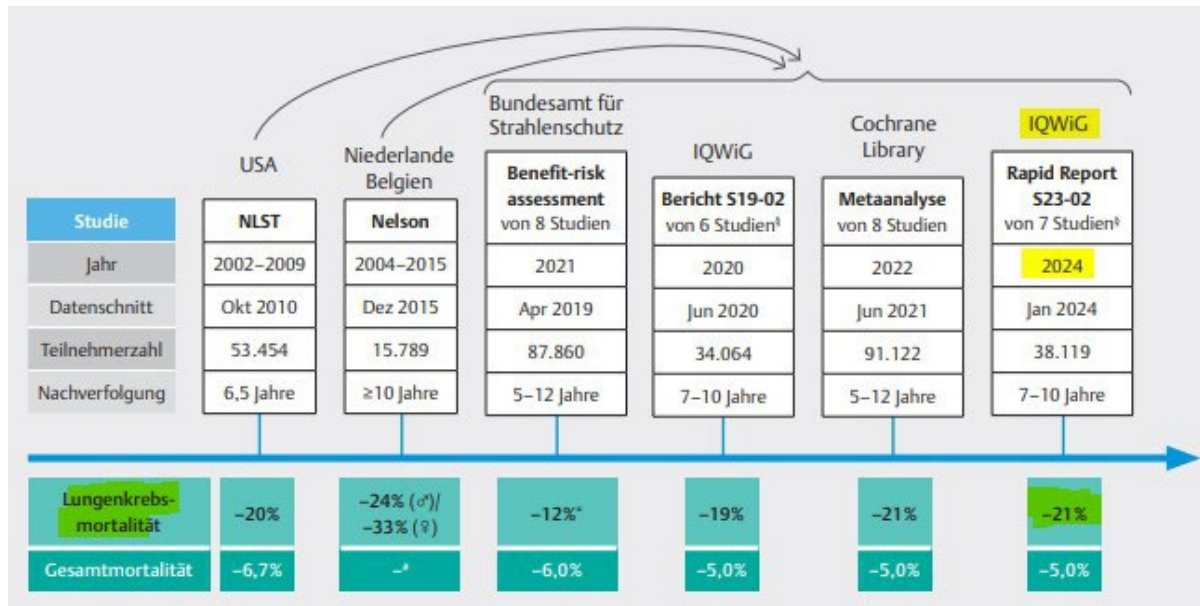 USA
Niederlande
Belgien
Bundesamt für
Strahlenschutz
IQWiG
Cochrane
Library
IQWiG
Studie
NLST
Nelson
Benefit-risk
assessment
von 8 Studien
Bericht S19-02
von 6 Studien§
Metaanalyse
von 8 Studien
Rapid Report
S23-02
von 7 Studien§
Jahr 2002–2009 2004–2015 2021 2020 2022 2024
Datenschnitt Okt 2010 Dez 2015 Apr 2019 Jun 2020 Jun 2021 Jan 2024
Teilnehmerzahl 53.454 15.789 87.860 34.064 91.122 38.119
Nachverfolgung 6,5 Jahre ≥10 Jahre 5–12 Jahre 7–10 Jahre 5–12 Jahre 7–10 Jahre
Lungenkrebs-
mortalität
–20%
–24% (♂)/
–33% (♀)
–12%*
–19%
–21%
–21%
Gesamtmortalität –6,7% –# –6,0% –5,0% –5,0% –5,0%